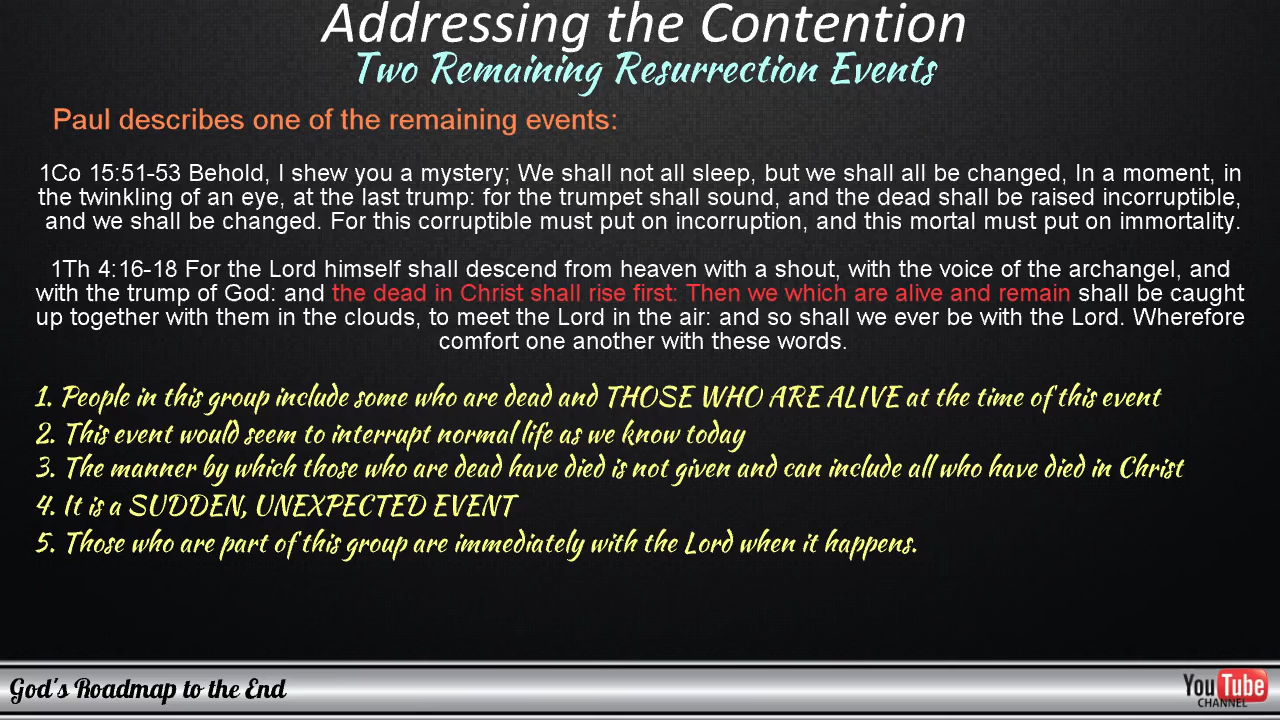 Addressing the Contention
Two Remaining Resurrection Events
Paul describes one of the remaining events:
1Co 15:51-53 Behold, I shew you a mystery; We shall not all sleep, but we shall all be changed, In a moment, in
the twinkling of an eye, at the last trump: for the trumpet shall sound, and the dead shall be raised incorruptible,
and we shall be changed. For this corruptible must put on incorruption, and this mortal must put on immortality.
1Th 4:16-18 For the Lord himself shall descend from heaven with a shout, with the voice of the archangel, and
with the trump of God: and the dead in Christ shall rise first: Then we which are alive and remain shall be caught
up together with them in the clouds, to meet the Lord in the air: and so shall we ever be with the Lord. Wherefore
comfort one another with these words.
1. People in this group include some who are dead and THOSE WHO ARE ALIVE at the time of this event
2. This event would seem to interrupt normal life as we know today
3. The manner by which those who are dead have died is not given and can include all who have died in Christ
4. It is a SUDDEN, UNEXPECTED EVENT
5. Those who are part of this group are immediately with the Lord when it happens.
God's Roadmap to the End
YouTube
CHANNEL